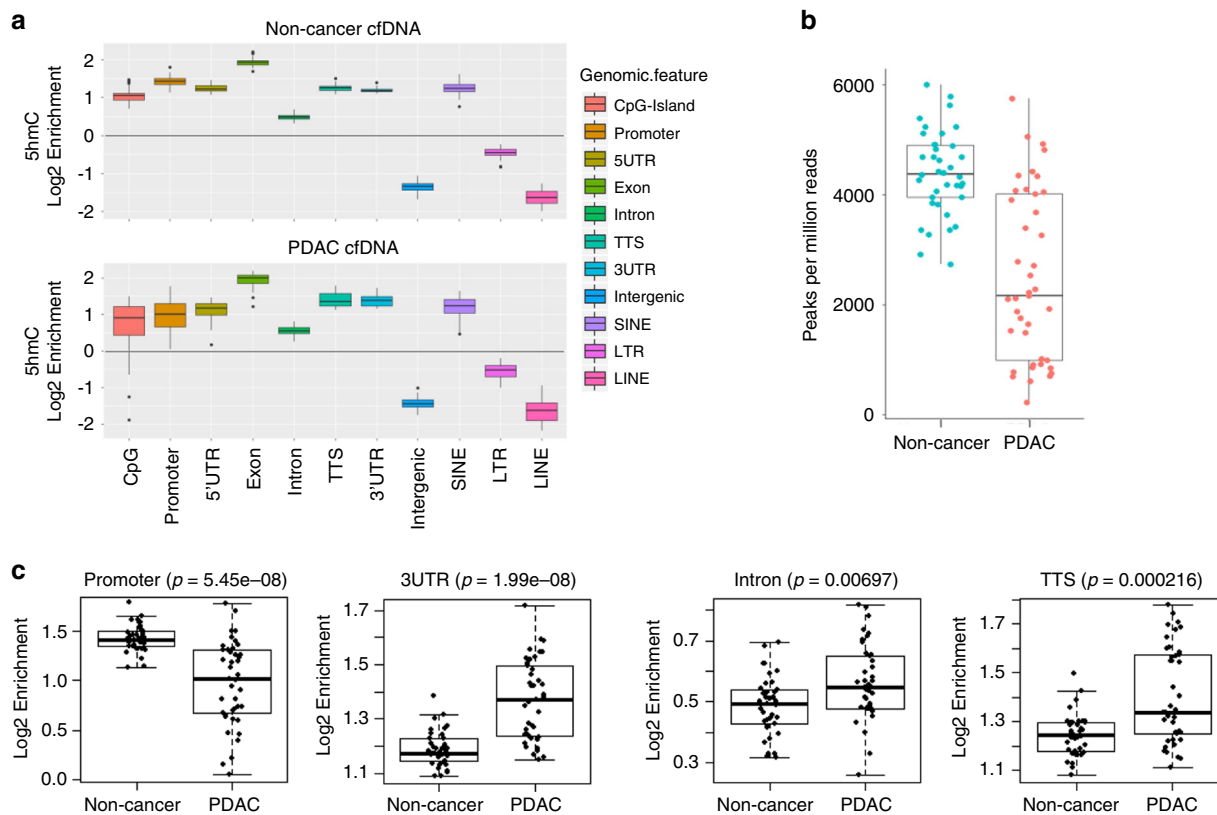 a
Non-cancer cfDNA
5hmC
Log2 Enrichment
2
1
0
-1
-2
PDAC cfDNA
5hmC
Log2 Enrichment
2
1
0
-1
-2
CpG
Promoter
5'UTR
Exon
Intron
TTS
3'UTR
Intergenic
SINE
LTR
LINE
Genomic.feature
CpG-Island
Promoter
5UTR
Exon
Intron
TTS
3UTR
Intergenic
SINE
LTR
LINE
b
Peaks per million reads
6000
4000
2000
0
Non-cancer
PDAC
c
Promoter (p = 5.45e–08)
Log2 Enrichment
1.5
1.0
0.5
0.0
Non-cancer
PDAC
3UTR (p = 1.99e–08)
Log2 Enrichment
1.7
1.5
1.3
1.1
Non-cancer
PDAC
Intron (p = 0.00697)
Log2 Enrichment
0.7
0.5
0.3
Non-cancer
PDAC
TTS (p = 0.000216)
Log2 Enrichment
1.7
1.5
1.3
1.1
Non-cancer
PDAC